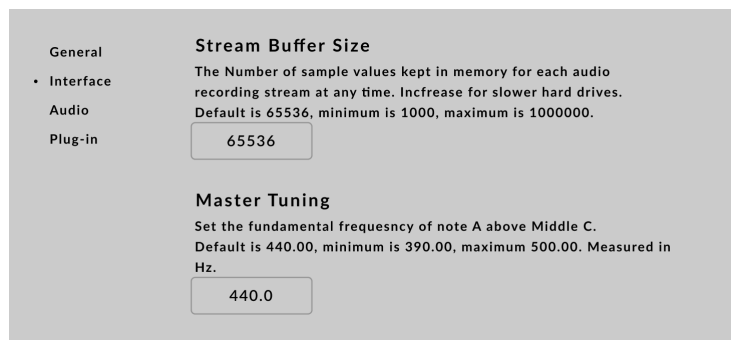 General
• Interface
Audio
Plug-in
Stream Buffer Size
The Number of sample values kept in memory for each audio
recording stream at any time. Incfrease for slower hard drives.
Default is 65536, minimum is 1000, maximum is 1000000.
65536
Master Tuning
Set the fundamental frequesncy of note A above Middle C.
Default is 440.00, minimum is 390.00, maximum 500.00. Measured in
Hz.
440.0